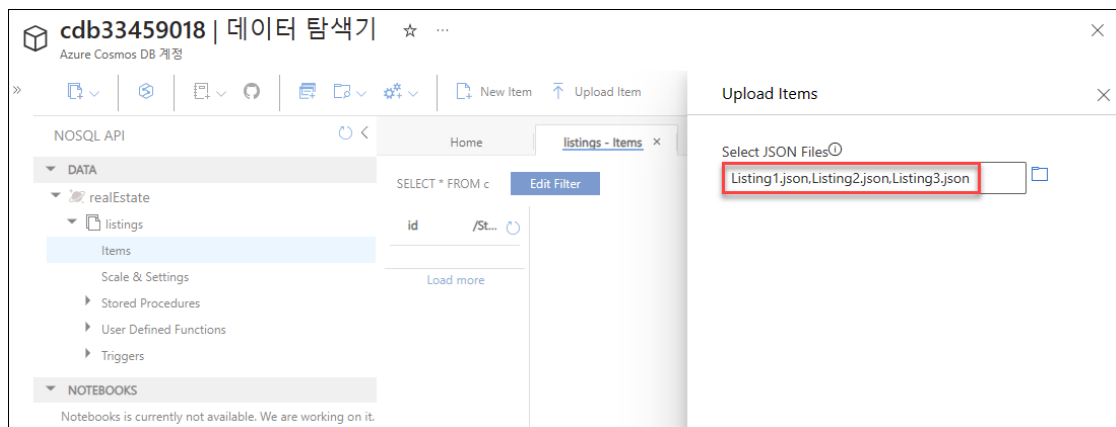 cdb33459018 | 데이터 탐색기
Azure Cosmos DB 계정
New Item
Upload Item
NOSQL API
DATA
realEstate
listings
Items
Scale & Settings
Stored Procedures
User Defined Functions
Triggers
NOTEBOOKS
Notebooks is currently not available. We are working on it.
Home
listings - Items
SELECT * FROM c
Edit Filter
id /St...
Load more
Upload Items
Select JSON Files
Listing1.json,Listing2.json,Listing3.json